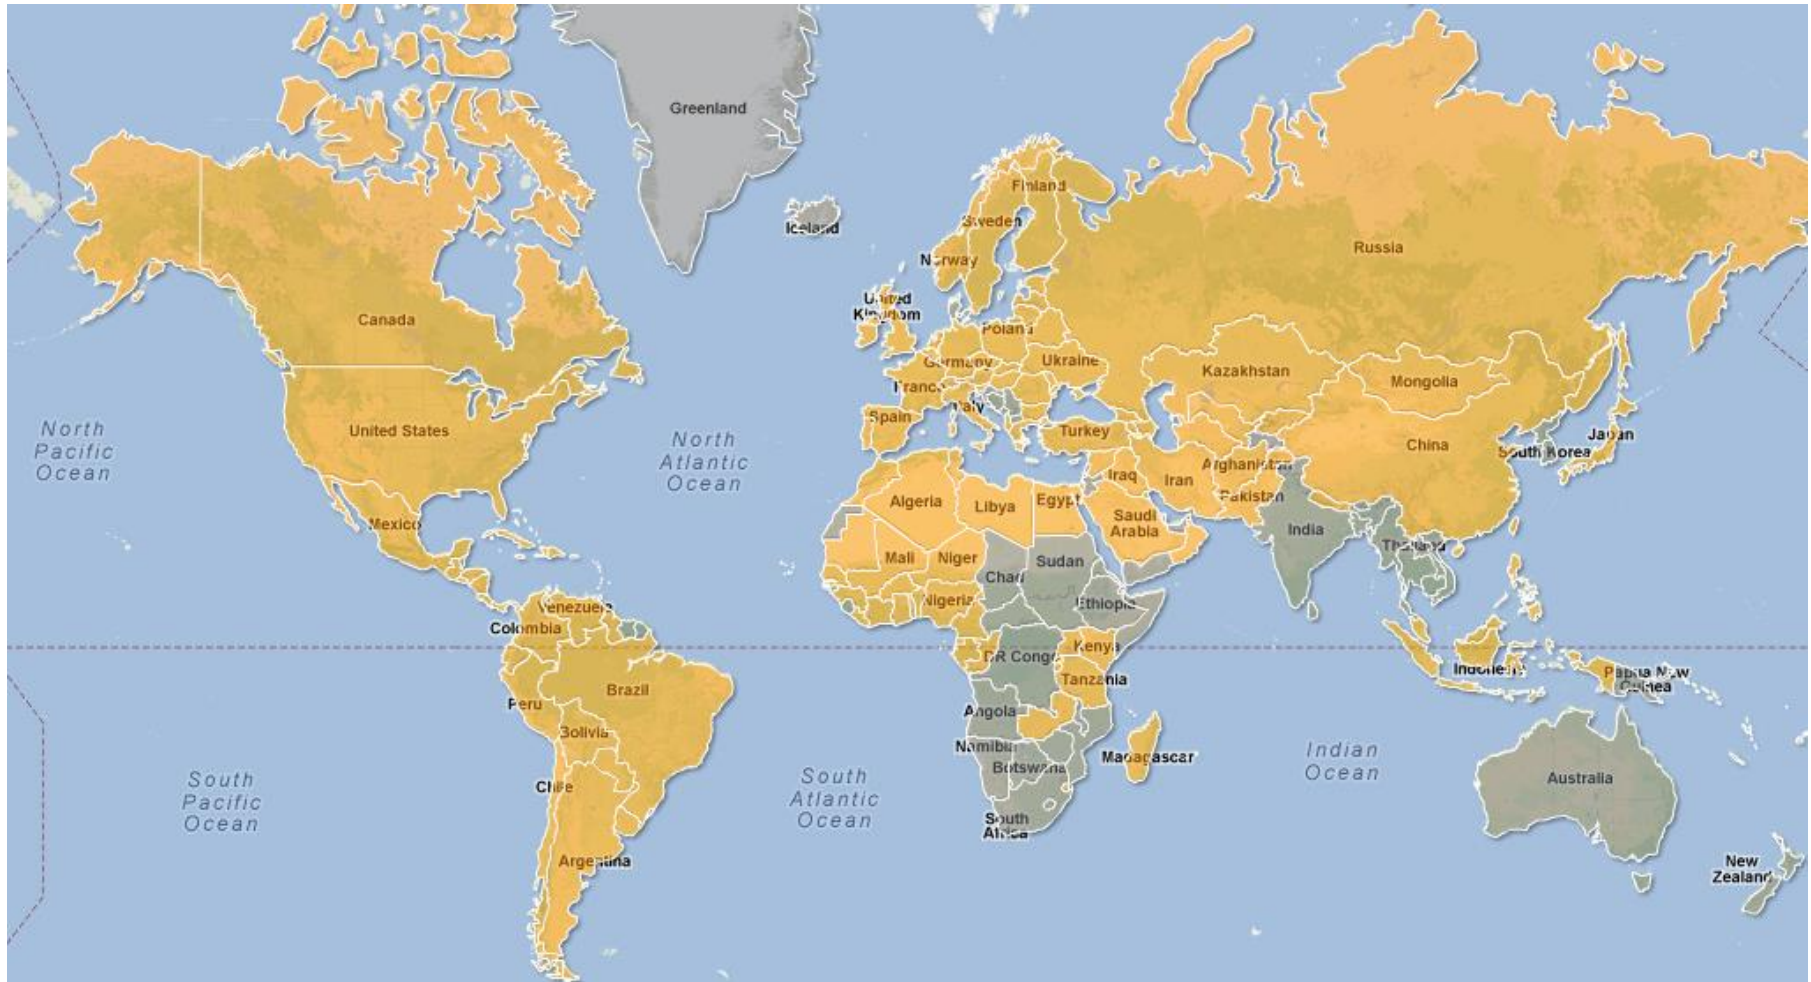 Greenland
Iceland
Finland
Sweden
Norway
Russia
United
Kingdom
Canada
Poland
Germany
Ukraine
France
Kazakhstan
Mongolia
Italy
Spain
United States
Turkey
China
Japan
South Korea
North
Pacific
Ocean
North
Atlantic
Ocean
Iraq
Iran
Afghanistan
Pakistan
Algeria
Libya
Egypt
Saudi
Arabia
India
Mexico
Mali
Niger
Chad
Sudan
Thailand
Nigeria
Ethiopia
Venezuela
Colombia
DR Congo
Kenya
Tanzania
Indonesia
Papua New
Guinea
Brazil
Peru
Angola
Bolivia
Namibia
Botswana
Madagascar
Indian
Ocean
Australia
South
Pacific
Ocean
Chile
South
Atlantic
Ocean
South
Africa
Argentina
New
Zealand